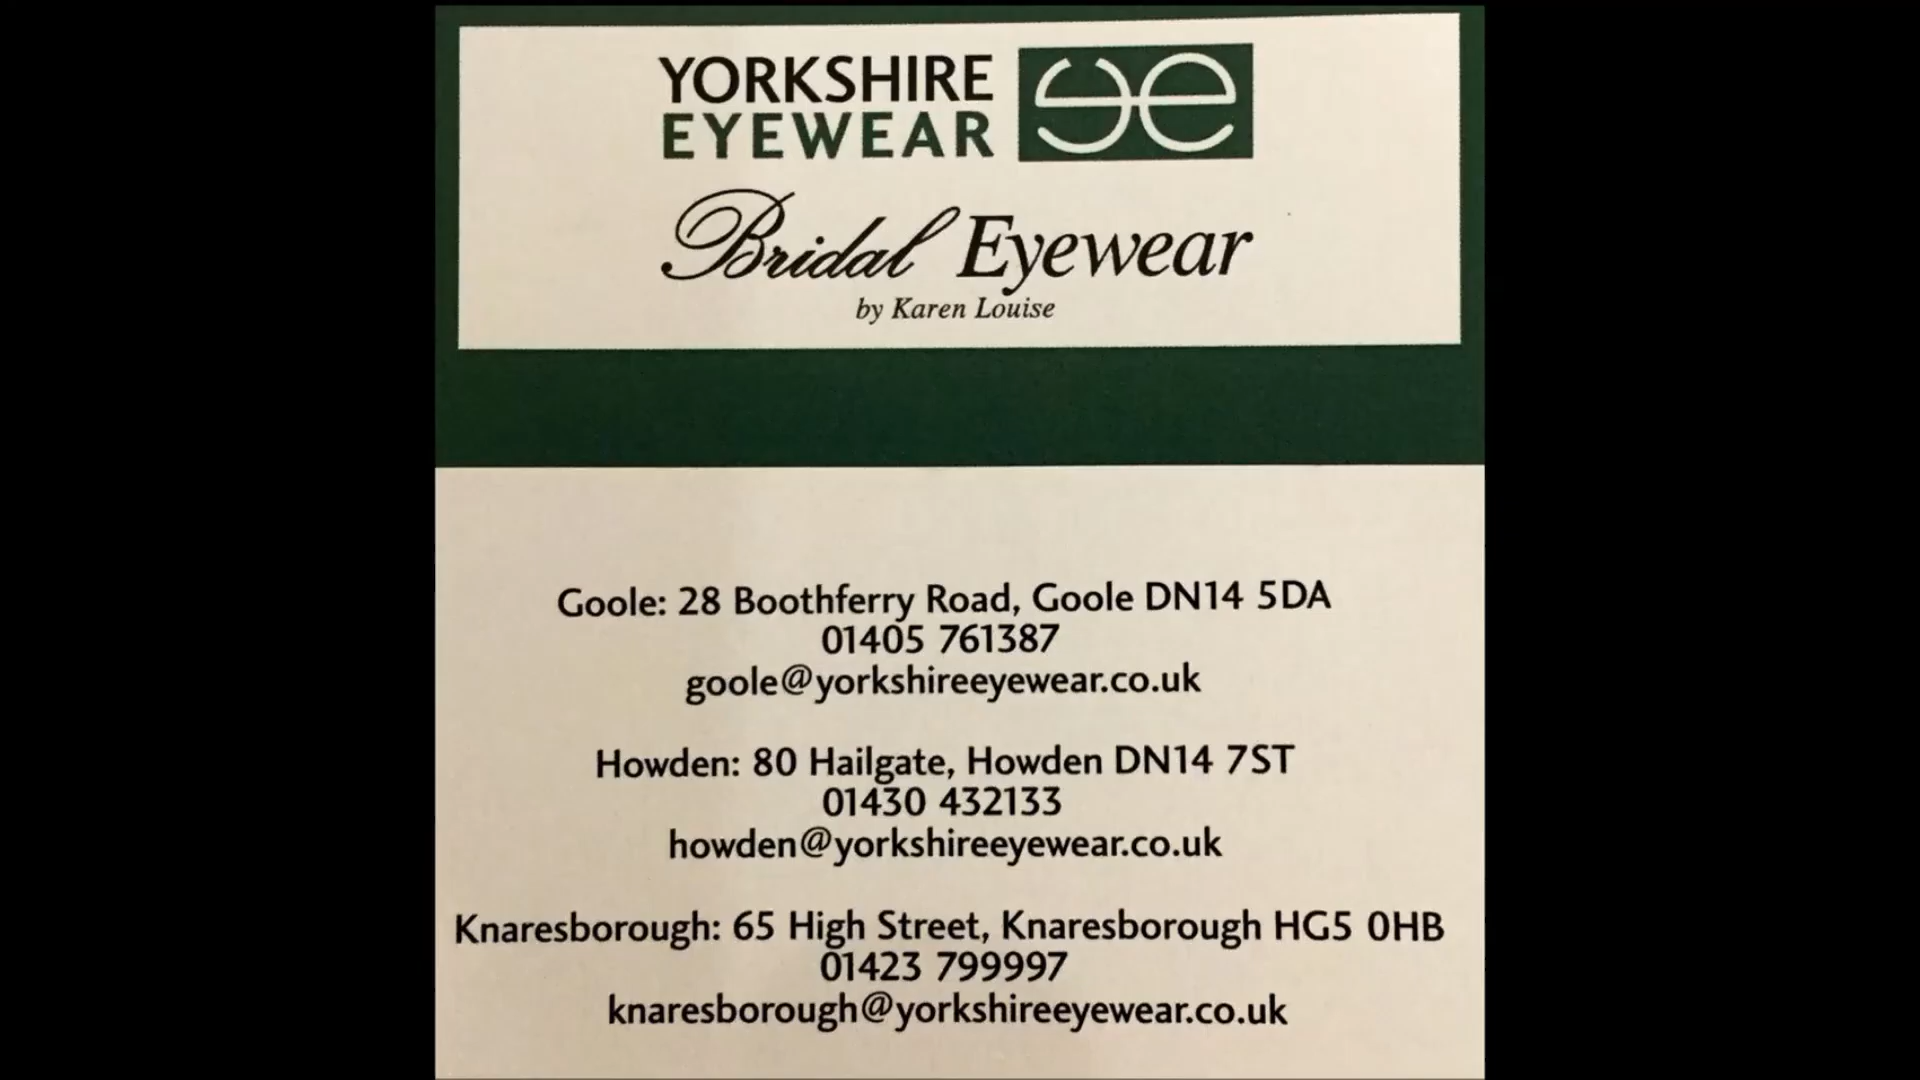 YORKSHIRE
EYEWEAR
ye
Bridal Eyewear
by Karen Louise
Goole: 28 Boothferry Road, Goole DN14 5DA
01405 761387
goole@yorkshireeyewear.co.uk
Howden: 80 Hailgate, Howden DN14 7ST
01430 432133
howden@yorkshireeyewear.co.uk
Knaresborough: 65 High Street, Knaresborough HG5 0HB
01423 799997
knaresborough@yorkshireeyewear.co.uk